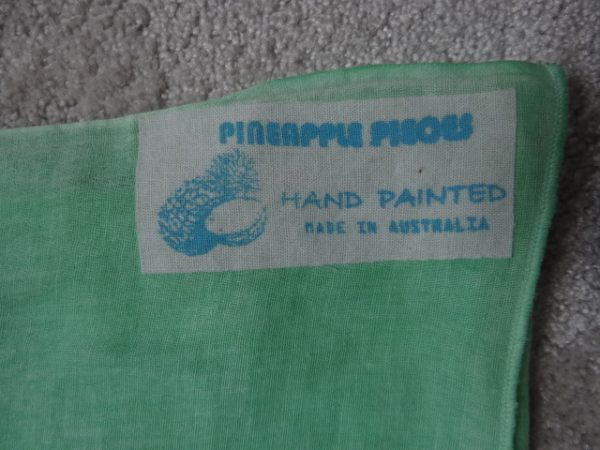 PINEAPPLE PIECES
HAND PAINTED
MADE IN AUSTRALIA